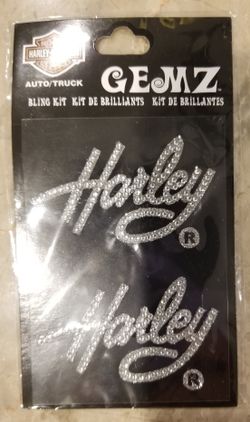 HARLEY-DAVIDSON
AUTO/TRUCK
GEMZ
BLING KIT KIT DE BRILLIANTS KIT DE BRILLANTES
Harley
®
Harley
®